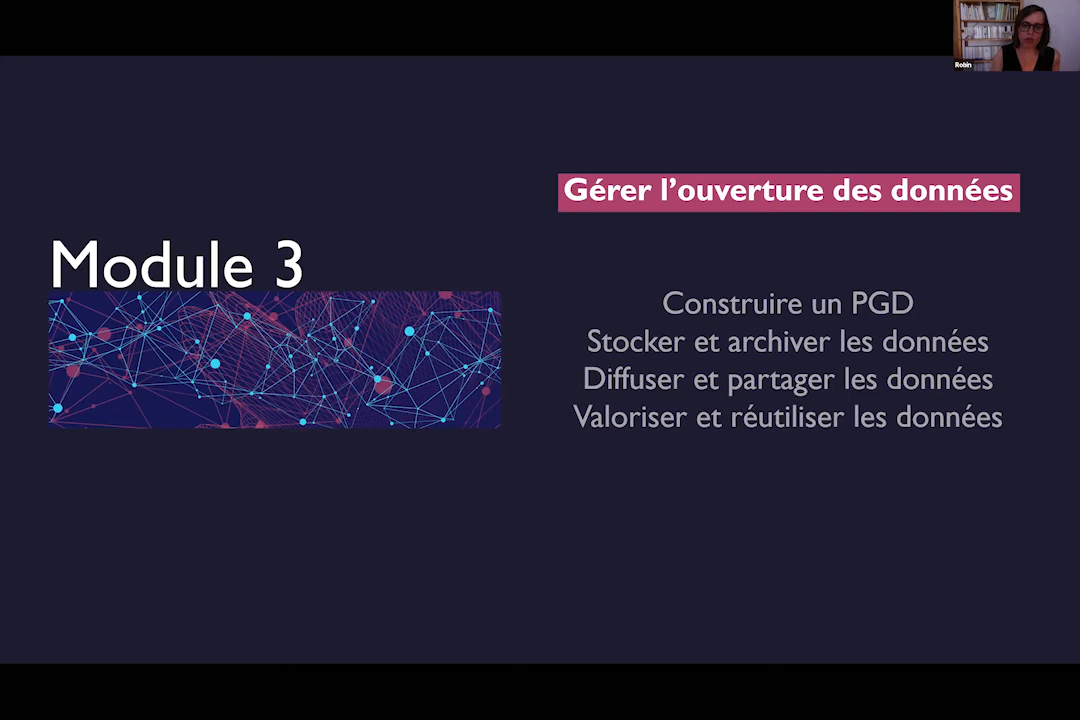 Robin
Gérer l’ouverture des données
Module 3
Construire un PGD
Stocker et archiver les données
Diffuser et partager les données
Valoriser et réutiliser les données